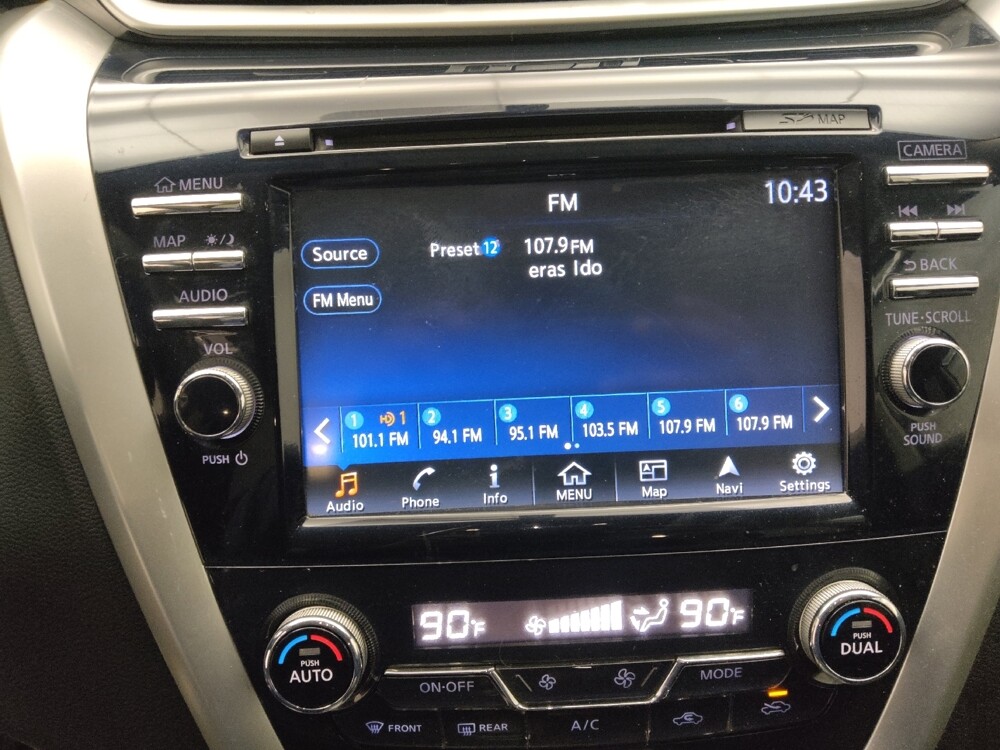 MAP
CAMERA
MENU
FM
10:43
MAP
Source
Preset 12 107.9 FM
eras Ido
BACK
AUDIO
FM Menu
TUNE·SCROLL
VOL
PUSH
PUSH
SOUND
1 HD 1
101.1 FM
2
94.1 FM
3
95.1 FM
4
103.5 FM
5
107.9 FM
6
107.9 FM
Audio
Phone
Info
MENU
Map
Navi
Settings
90°F
90°F
PUSH
AUTO
PUSH
DUAL
ON·OFF
MODE
FRONT
REAR
A/C